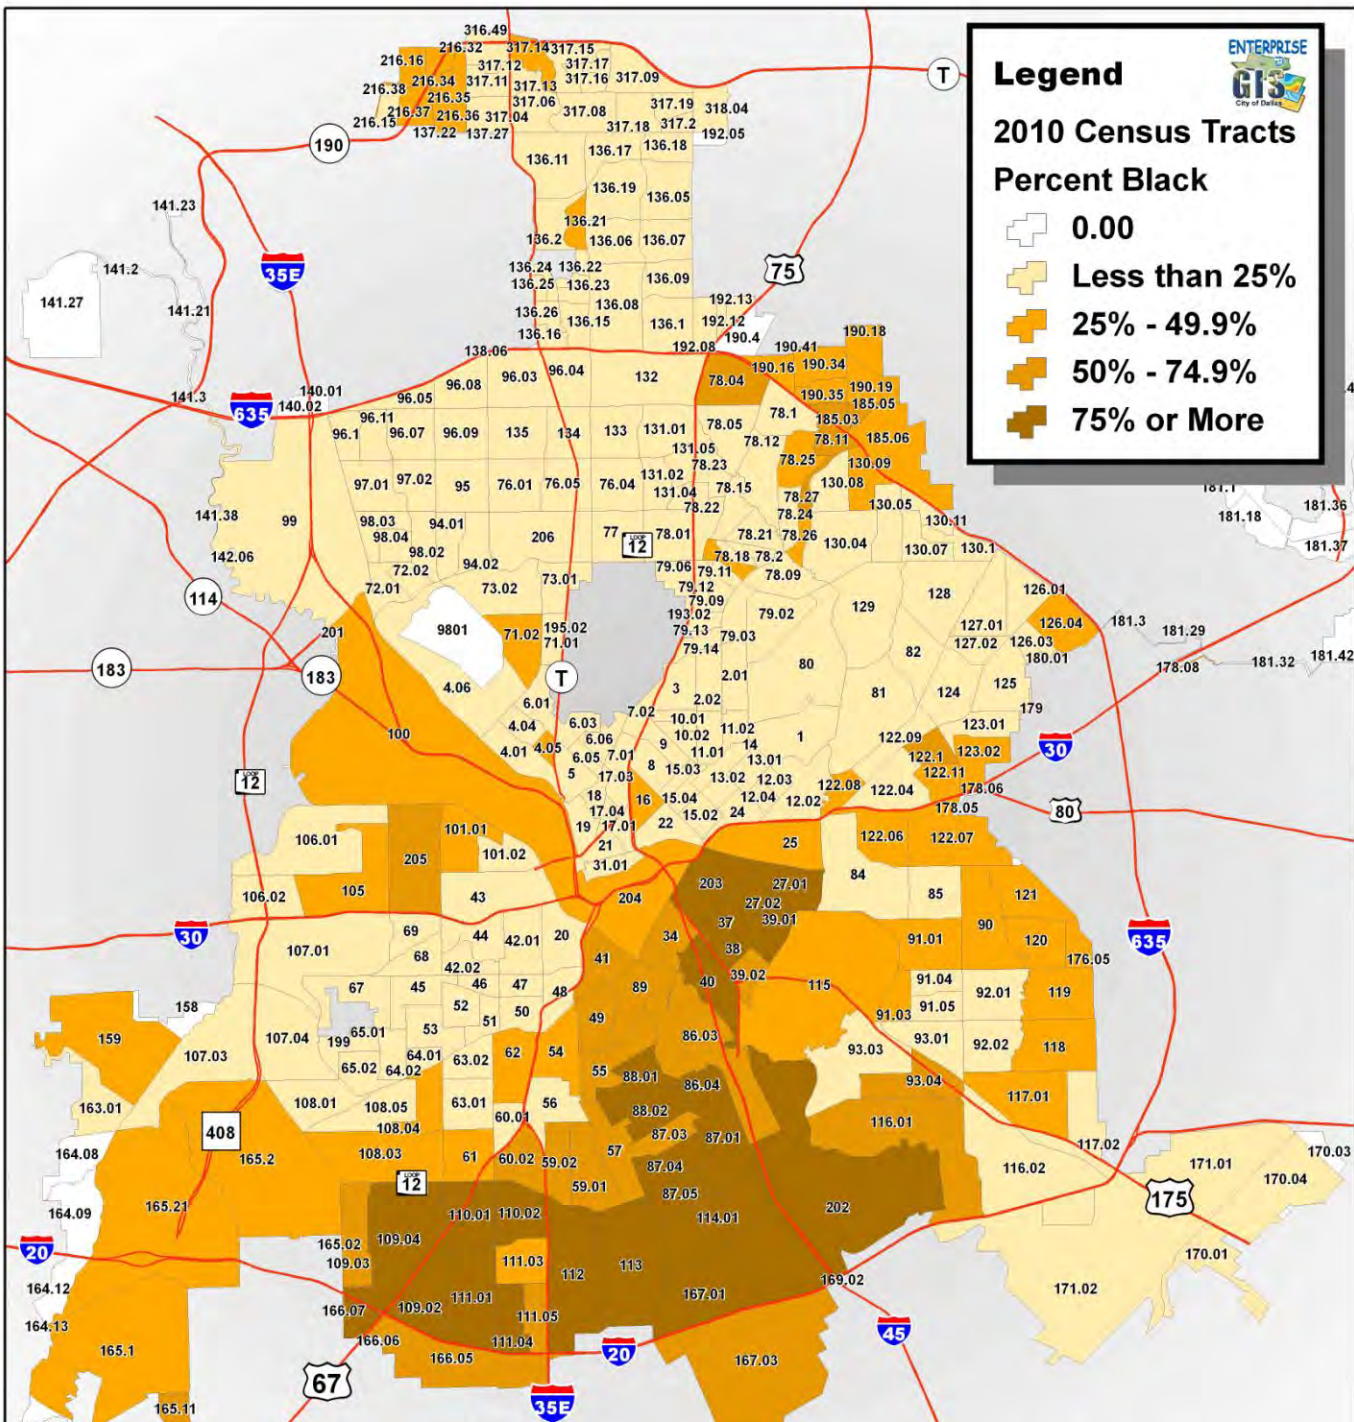 Legend
ENTERPRISE
GIS
City of Dallas
2010 Census Tracts
Percent Black
0.00
Less than 25%
25% - 49.9%
50% - 74.9%
75% or More
316.49
216.32 317.14 317.15
216.16 317.12 317.17
216.38 216.34 317.11 317.13 317.16 317.09
216.35 317.06 317.19 318.04
216.37 216.36 317.04 317.08
216.15 137.22 137.27 317.18 317.2 192.05
190
136.11 136.17 136.18
136.19 136.05
141.23 136.21
136.2 136.06 136.07
141.2 35E 136.24 136.22 75
141.27 136.25 136.23 136.09
141.21 136.08 192.13
136.26 136.15 136.1 192.12
136.16 190.4 190.18
138.06 192.08 190.41
96.03 96.04 132 190.16 190.34
96.08 78.04 190.19
141.3 140.01 96.05 190.35 185.05
635 140.02 96.11 78.1 185.03
96.1 96.07 96.09 135 134 133 131.01 78.05 78.12 78.11 185.06
131.05 78.23 78.25 130.09
97.01 97.02 95 76.01 76.05 76.04 131.02 131.04 78.15 130.08
78.22 78.27 130.05
141.38 99 98.03 94.01 78.24 130.11
98.04 206 77 LOOP 12 78.01 78.21 78.26 130.04 130.07 130.1
142.06 98.02 94.02 78.18 78.2
72.02 79.06 79.11 78.09
72.01 73.02 73.01 79.12 126.01
114 79.09 79.02 129 128
9801 71.02 195.02 193.02 127.01 126.04 181.3 181.29
201 71.01 79.13 79.03 127.02 126.03
183 183 79.14 80 82 180.01 178.08 181.32 181.42
4.06 T 3 2.01 81 124 125
6.01 2.02 179
100 4.04 6.03 7.02 10.01 11.02 1 123.01
4.01 4.05 6.06 10.02 14 122.09 123.02 30
6.05 7.01 9 11.01 13.01 122.1
LOOP 12 5 17.03 8 15.03 13.02 12.03 122.11
18 16 15.04 12.04 12.02 122.08 122.04 178.06
17.04 15.02 24 178.05 80
101.01 19 17.01 22
106.01 205 101.02 21 25 122.06 122.07
31.01
105 43 204 203 27.01 84 85 121
106.02 27.02
30 69 44 42.01 20 37 39.01 90
107.01 34 38 91.01 120
68 42.02 41 39.02 176.05 635
67 45 46 47 48 89 40 115 91.04 92.01 119
158 52 51 50 49 91.05
159 107.04 199 65.01 53 91.03
107.03 65.02 64.01 63.02 62 54 86.03 93.03 93.01 92.02 118
64.02 55 88.01 86.04 93.04
163.01 108.01 108.05 63.01 56 88.02 117.01
108.04 60.01 87.03 87.01 116.01
408 57 117.02
164.08 165.2 108.03 61 60.02 59.02 87.04 116.02 171.01 170.03
LOOP 12 59.01 87.05 170.04
164.09 165.21 202 175
110.01 110.02 114.01
20 165.02 109.04 170.01
109.03 111.03 112 113
164.12 167.01 169.02 171.02
166.07 109.02 111.01
164.13 111.05
166.06 111.04 45
165.1 166.05 20 167.03
67
165.11 35E
T
181.1 181.36
181.18
181.37